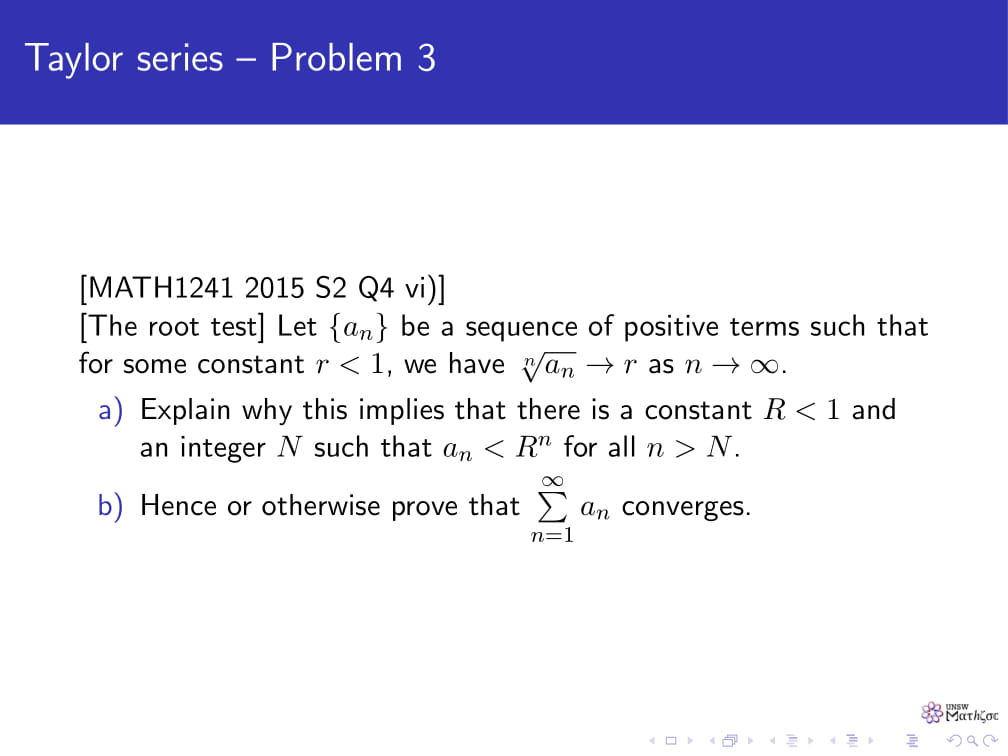 Taylor series – Problem 3
[MATH1241 2015 S2 Q4 vi)]
[The root test] Let {aₙ} be a sequence of positive terms such that
for some constant r < 1, we have ⁿ√aₙ → r as n → ∞.
a) Explain why this implies that there is a constant R < 1 and
an integer N such that aₙ < Rⁿ for all n > N.
b) Hence or otherwise prove that ∞∑n=1 aₙ converges.
UNSW
Mατhζσc